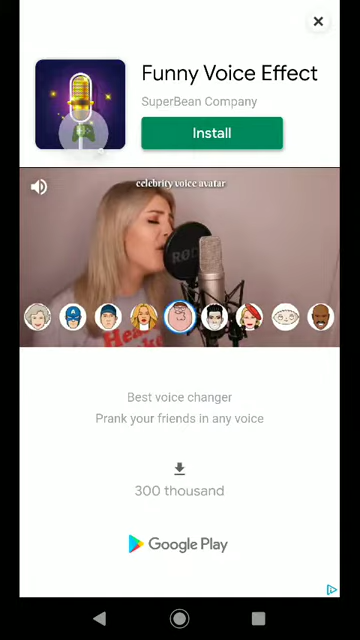 Funny Voice Effect
SuperBean Company
Install
celebrity voice avatar
Best voice changer
Prank your friends in any voice
300 thousand
Google Play